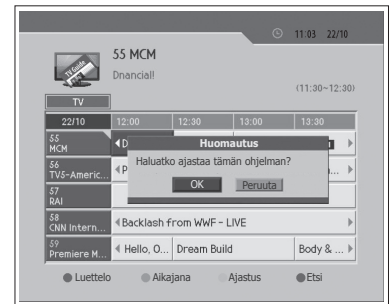 11:03 22/10
55 MCM
TV Guide
Dnancial!
(11:30~12:30)
TV
22/10 12:00 12:30 13:00 13:30
55 MCM
Huomautus
Haluatko ajastaa tämän ohjelman?
OK Peruuta
56 TV5-Americ...
57 RAI
58 CNN Intern... Backlash from WWF - LIVE
59 Premiere M... Hello, O... Dream Build Body & ...
Luettelo Aikajana Ajastus Etsi